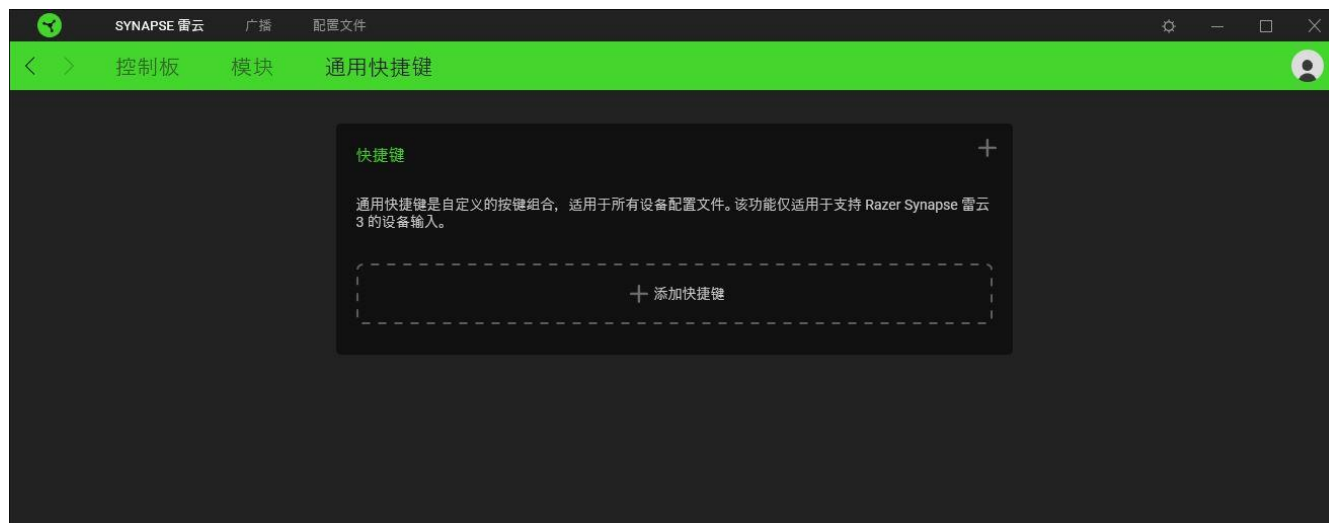 SYNAPSE 雷云 广播 配置文件
控制板 模块 通用快捷键
快捷键
通用快捷键是自定义的按键组合，适用于所有设备配置文件。该功能仅适用于支持 Razer Synapse 雷云
3 的设备输入。
添加快捷键